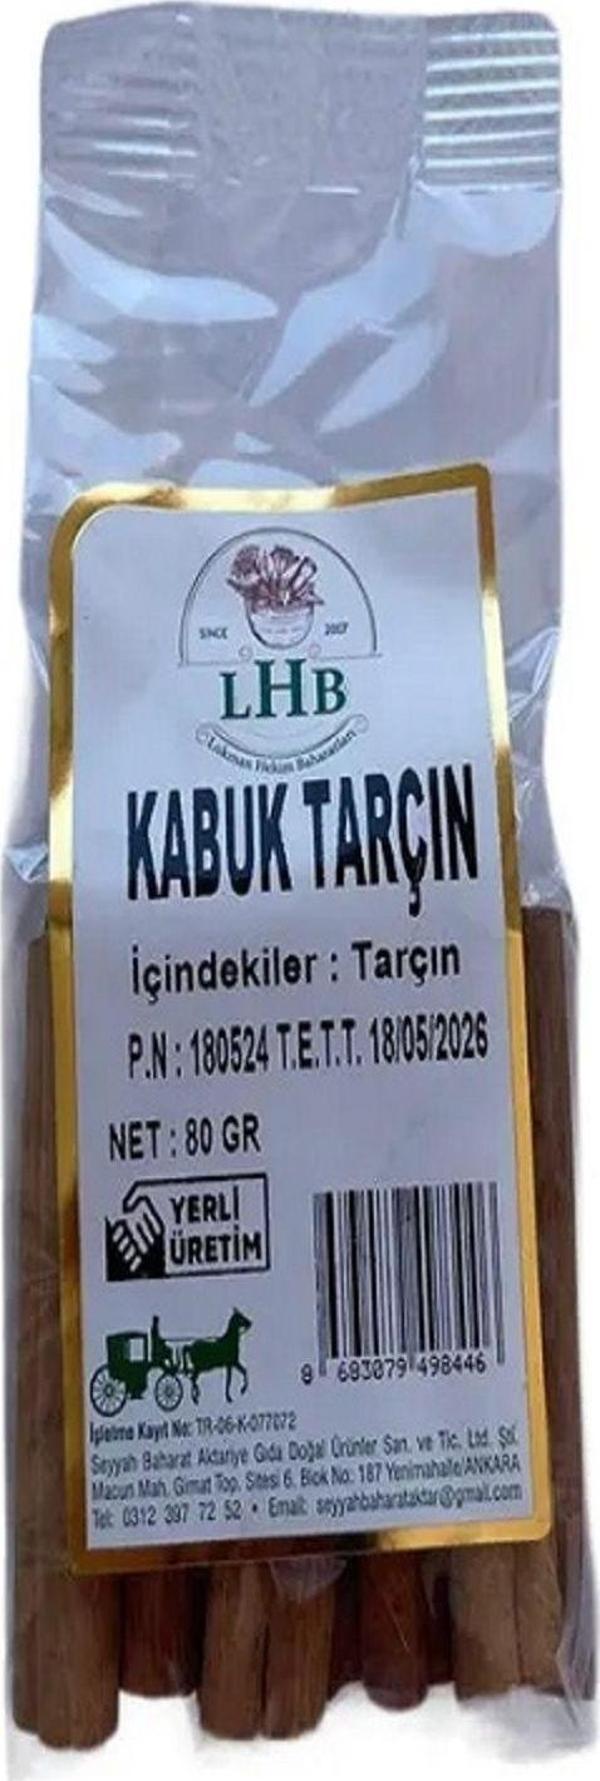 SINCE 2007
LHB
Lokman Hekim Baharatları
KABUK TARÇIN
İçindekiler : Tarçın
P.N : 180524 T.E.T.T. 18/05/2026
NET : 80 GR
YERLİ
ÜRETİM
8 683079 498446
İşletme Kayıt No: TR-06-K-077072
Seyyah Baharat Aktariye Gıda Doğal Ürünler San. ve Tic. Ltd. Şti.
Macun Mah. Gimat Top. Sitesi 6. Blok No: 187 Yenimahalle/ANKARA
Tel: 0312 397 72 52 • Email: seyyahbaharataktar@gmail.com